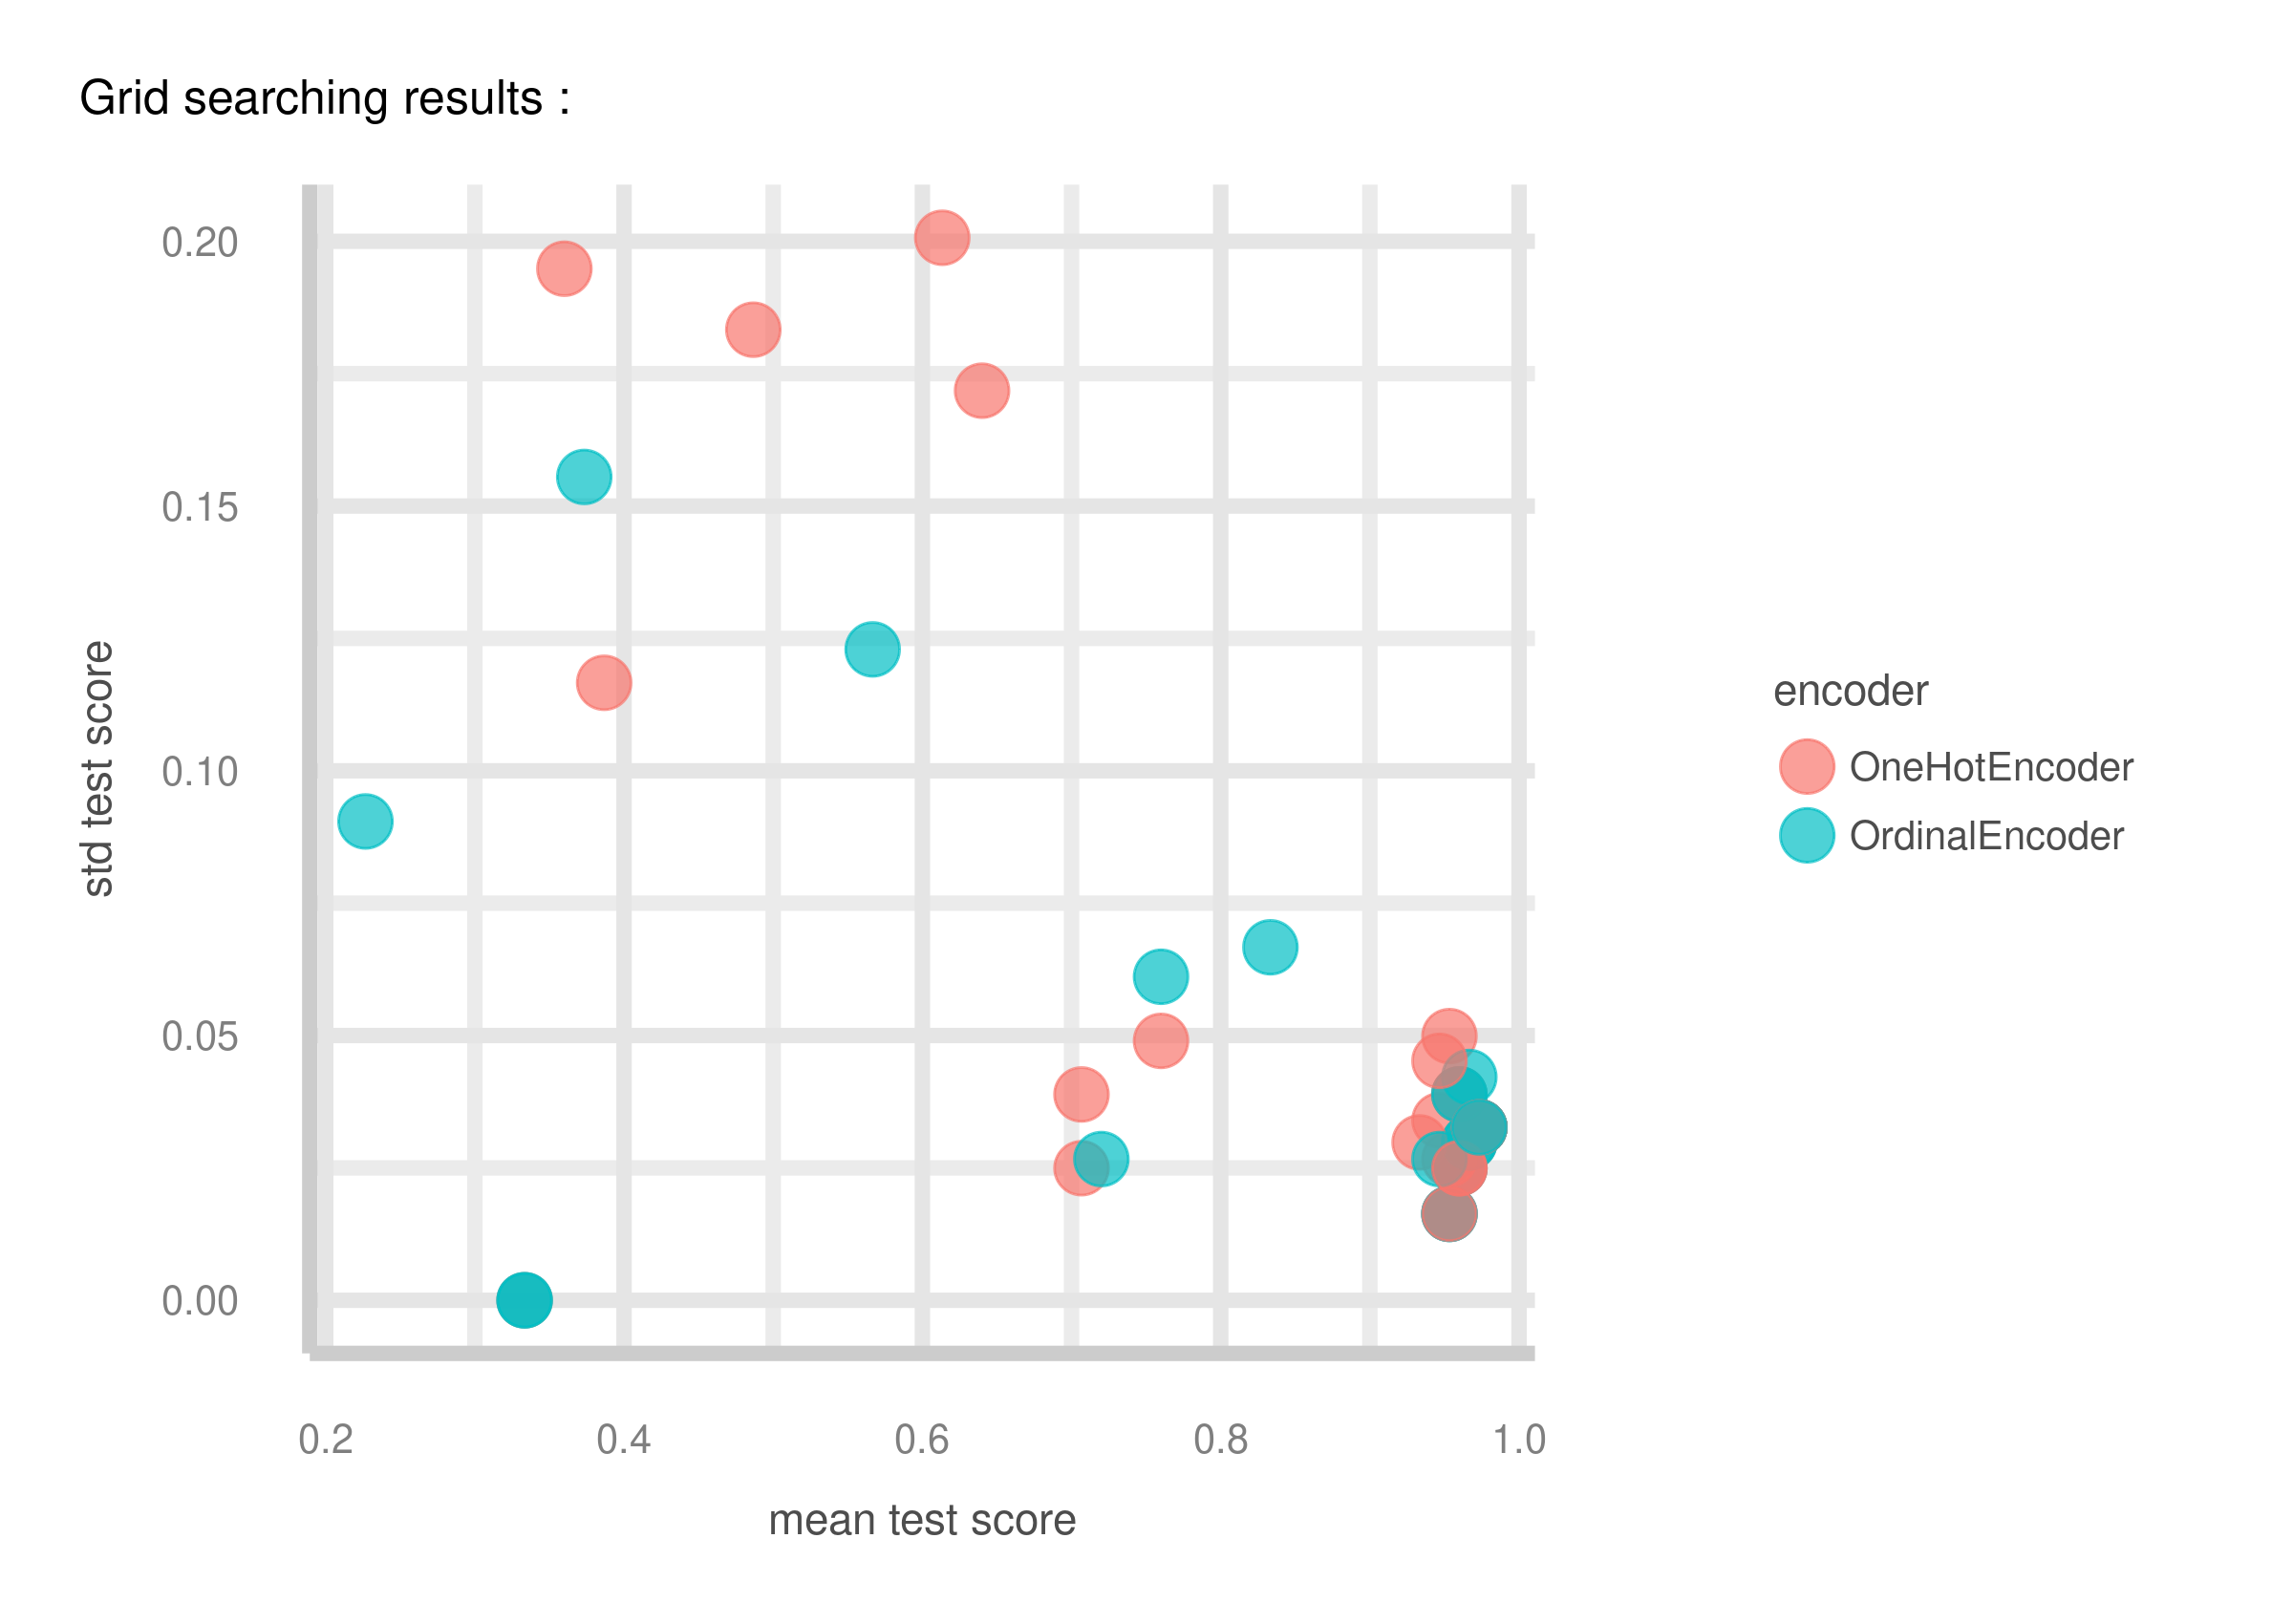 Grid searching results :
0.20
0.15
0.10
0.05
0.00
std test score
0.2 0.4 0.6 0.8 1.0
mean test score
encoder
OneHotEncoder
OrdinalEncoder